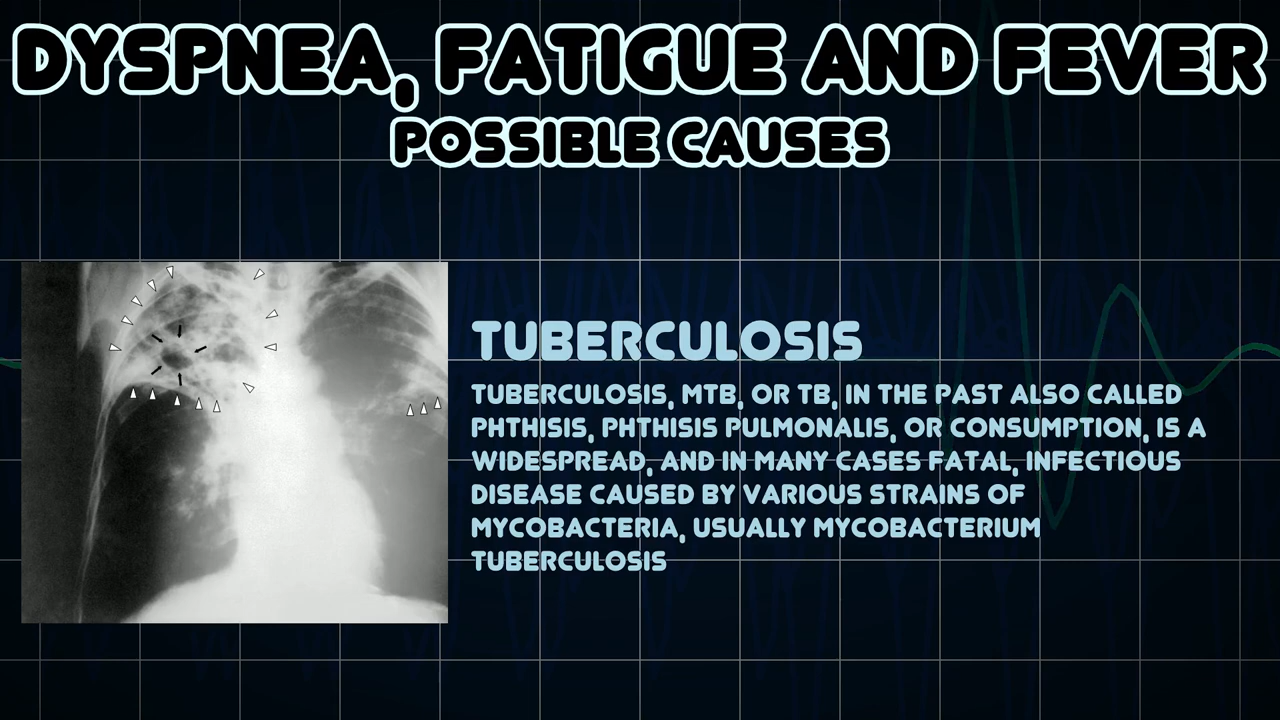 DYSPNEA, FATIGUE AND FEVER
POSSIBLE CAUSES
TUBERCULOSIS
TUBERCULOSIS, MTB, OR TB, IN THE PAST ALSO CALLED
PHTHISIS, PHTHISIS PULMONALIS, OR CONSUMPTION, IS A
WIDESPREAD, AND IN MANY CASES FATAL, INFECTIOUS
DISEASE CAUSED BY VARIOUS STRAINS OF
MYCOBACTERIA, USUALLY MYCOBACTERIUM
TUBERCULOSIS